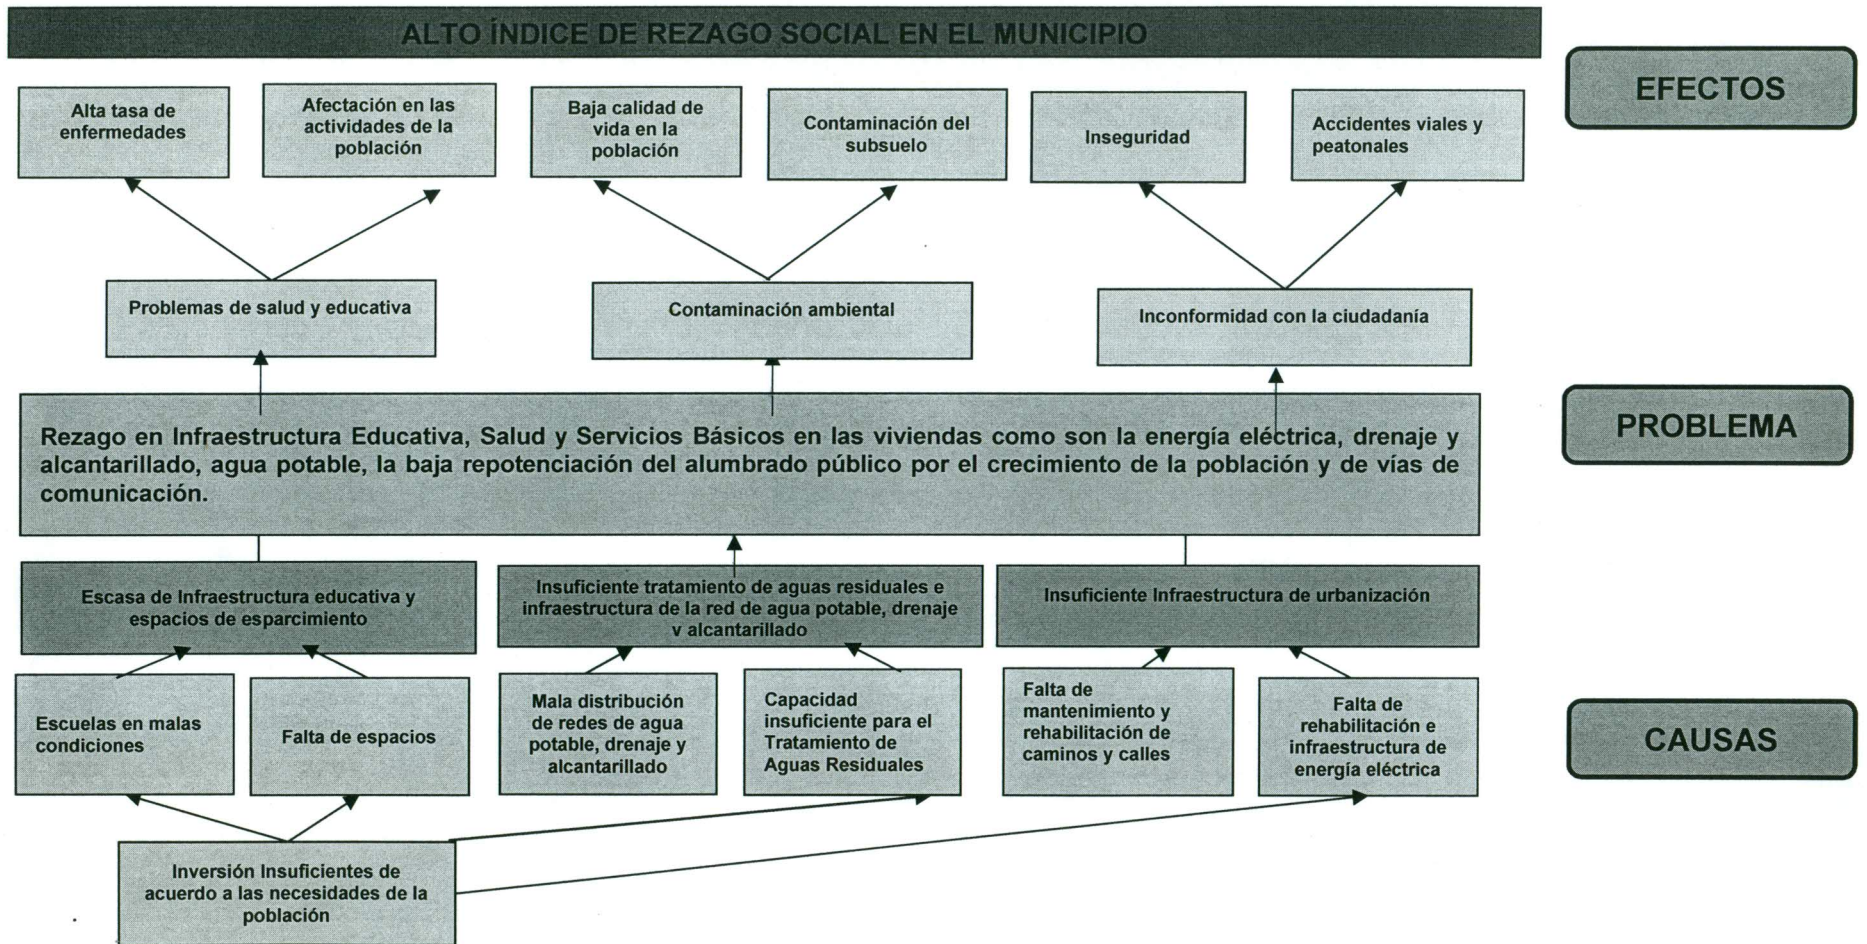 ALTO ÍNDICE DE REZAGO SOCIAL EN EL MUNICIPIO
EFECTOS
Alta tasa de
enfermedades
Afectación en las
actividades de la
población
Baja calidad de
vida en la
población
Contaminación del
subsuelo
Inseguridad
Accidentes viales y
peatonales
Problemas de salud y educativa
Contaminación ambiental
Inconformidad con la ciudadanía
PROBLEMA
Rezago en Infraestructura Educativa, Salud y Servicios Básicos en las viviendas como son la energía eléctrica, drenaje y
alcantarillado, agua potable, la baja repotenciación del alumbrado público por el crecimiento de la población y de vías de
comunicación.
Escasa de Infraestructura educativa y
espacios de esparcimiento
Insuficiente tratamiento de aguas residuales e
infraestructura de la red de agua potable, drenaje
y alcantarillado
Insuficiente Infraestructura de urbanización
CAUSAS
Escuelas en malas
condiciones
Falta de espacios
Mala distribución
de redes de agua
potable, drenaje y
alcantarillado
Capacidad
insuficiente para el
Tratamiento de
Aguas Residuales
Falta de
mantenimiento y
rehabilitación de
caminos y calles
Falta de
rehabilitación e
infraestructura de
energía eléctrica
Inversión Insuficientes de
acuerdo a las necesidades de la
población